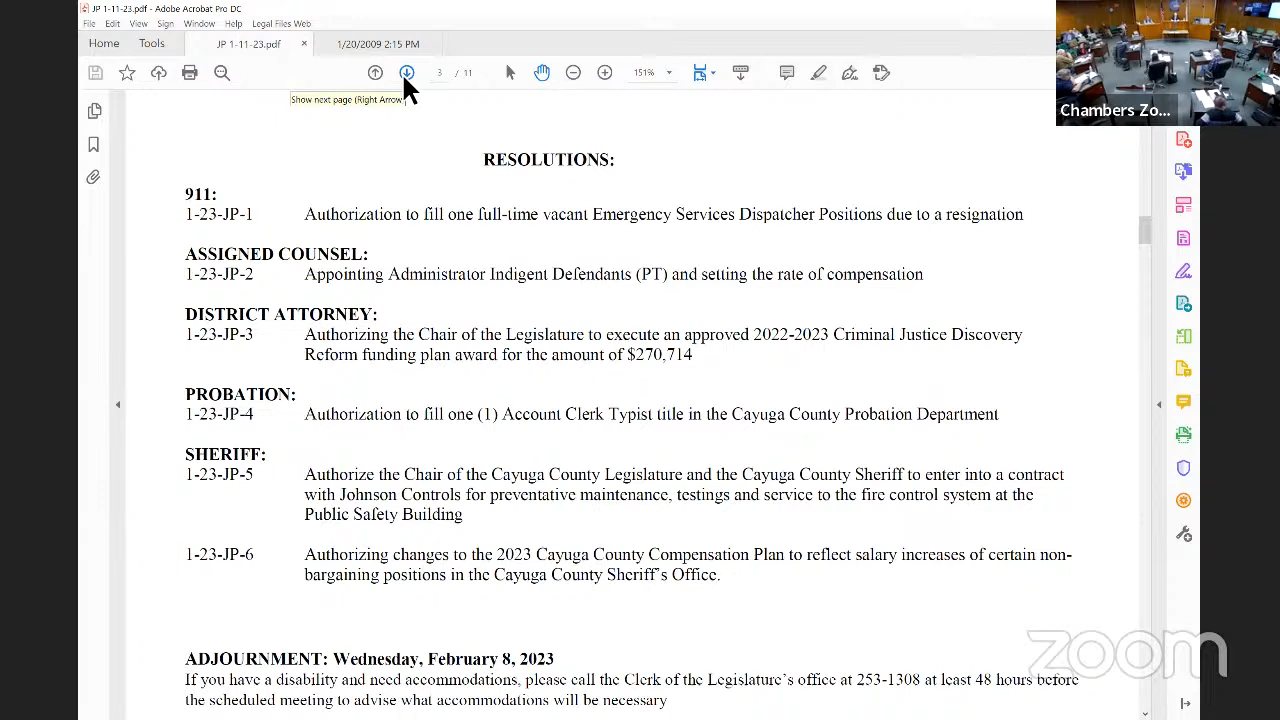 JP 1-11-23.pdf - Adobe Acrobat Pro DC
File Edit View Sign Window Help Legal Files Web
Home Tools JP 1-11-23.pdf × 1/20/2009 2:15 PM
3 / 11 151%
Show next page (Right Arrow
Chambers Zo...
RESOLUTIONS:
911:
1-23-JP-1 Authorization to fill one full-time vacant Emergency Services Dispatcher Positions due to a resignation
ASSIGNED COUNSEL:
1-23-JP-2 Appointing Administrator Indigent Defendants (PT) and setting the rate of compensation
DISTRICT ATTORNEY:
1-23-JP-3 Authorizing the Chair of the Legislature to execute an approved 2022-2023 Criminal Justice Discovery
Reform funding plan award for the amount of $270,714
PROBATION:
1-23-JP-4 Authorization to fill one (1) Account Clerk Typist title in the Cayuga County Probation Department
SHERIFF:
1-23-JP-5 Authorize the Chair of the Cayuga County Legislature and the Cayuga County Sheriff to enter into a contract
with Johnson Controls for preventative maintenance, testings and service to the fire control system at the
Public Safety Building
1-23-JP-6 Authorizing changes to the 2023 Cayuga County Compensation Plan to reflect salary increases of certain non-
bargaining positions in the Cayuga County Sheriff's Office.
ADJOURNMENT: Wednesday, February 8, 2023
If you have a disability and need accommodations, please call the Clerk of the Legislature's office at 253-1308 at least 48 hours before
the scheduled meeting to advise what accommodations will be necessary
zoom